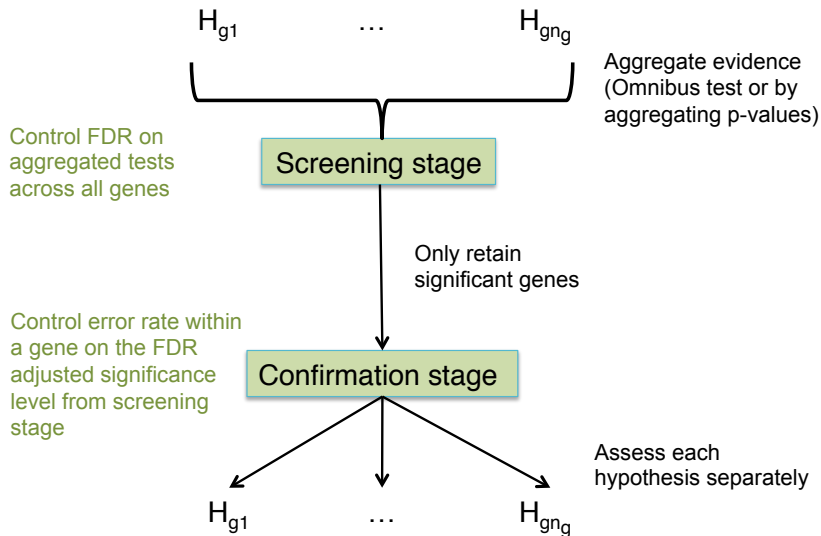 Hg1 … Hgng
Aggregate evidence
(Omnibus test or by
aggregating p-values)
Control FDR on
aggregated tests
across all genes
Screening stage
Only retain
significant genes
Control error rate within
a gene on the FDR
adjusted significance
level from screening
stage
Confirmation stage
Assess each
hypothesis separately
Hg1 … Hgng